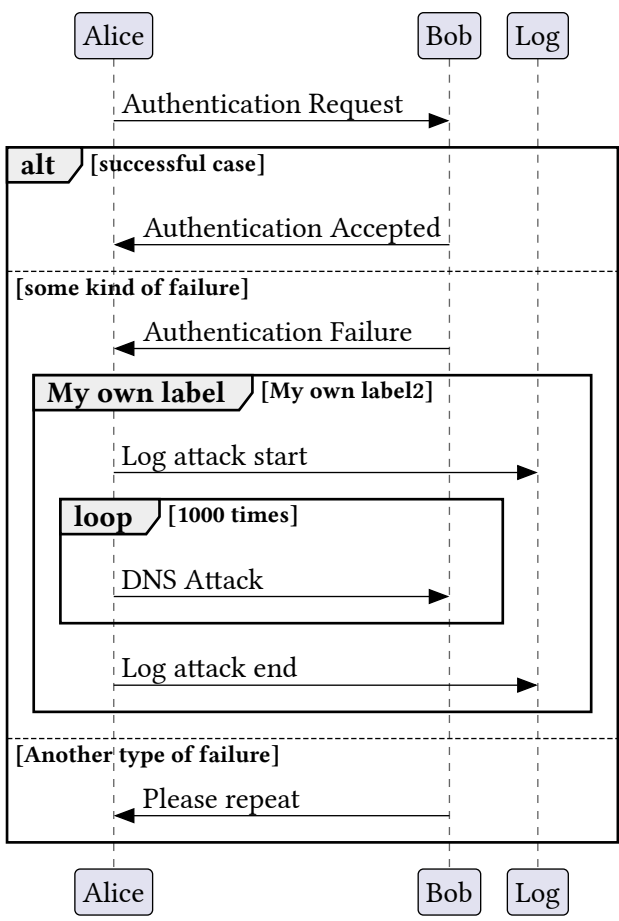 Alice Bob Log
Authentication Request
alt [successful case]
Authentication Accepted
[some kind of failure]
Authentication Failure
My own label [My own label2]
Log attack start
loop [1000 times]
DNS Attack
Log attack end
[Another type of failure]
Please repeat
Alice Bob Log